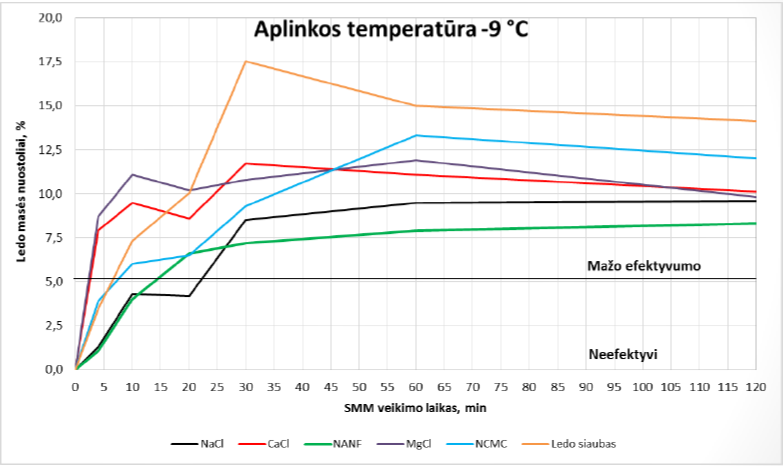 Aplinkos temperatūra -9 °C
Ledo masės nuostoliai, %
20,0
17,5
15,0
12,5
10,0
7,5
5,0
2,5
0,0
Mažo efektyvumo
Neefektyvi
0 5 10 15 20 25 30 35 40 45 50 55 60 65 70 75 80 85 90 95 100 105 110 115 120
SMM veikimo laikas, min
NaCl CaCl NANF MgCl NCMC Ledo siaubas